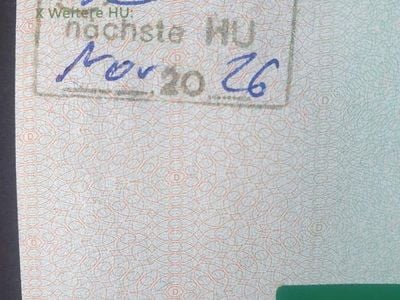 x Weitere HU:
nächste HU
Nov 20 26